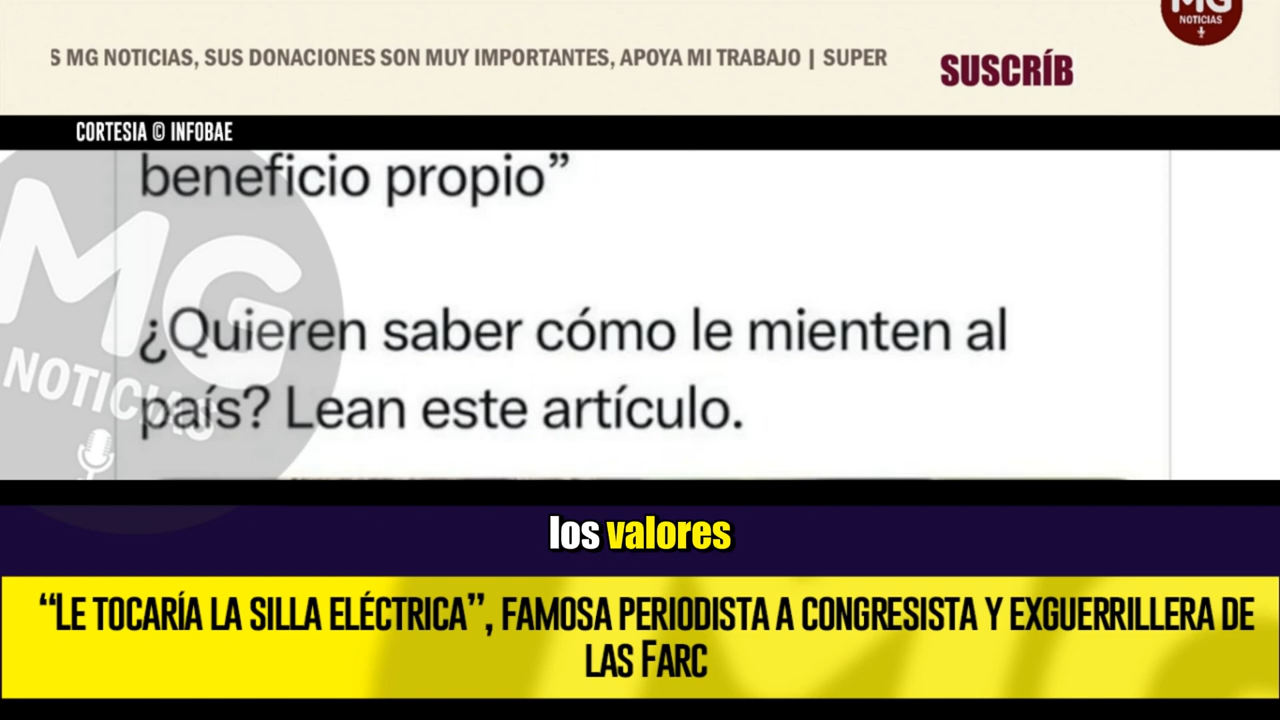 MG
NOTICIAS
S MG NOTICIAS, SUS DONACIONES SON MUY IMPORTANTES, APOYA MI TRABAJO | SUPER
SUSCRÍB
CORTESIA © INFOBAE
beneficio propio”
MG
NOTICIAS
¿Quieren saber cómo le mienten al
país? Lean este artículo.
los valores
“LE TOCARÍA LA SILLA ELÉCTRICA”, FAMOSA PERIODISTA A CONGRESISTA Y EXGUERRILLERA DE
LAS FARC